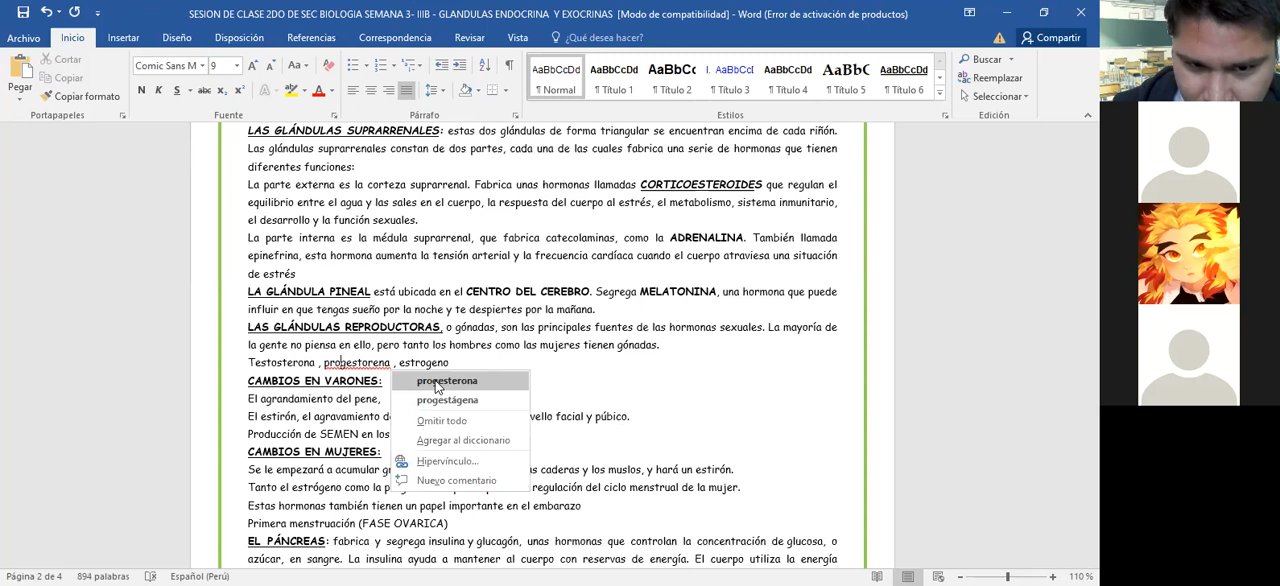 SESION DE CLASE 2DO DE SEC BIOLOGIA SEMANA 3- IIIB - GLANDULAS ENDOCRINA Y EXOCRINAS [Modo de compatibilidad] - Word (Error de activación de productos)
Archivo Inicio Insertar Diseño Disposición Referencias Correspondencia Revisar Vista ¿Qué desea hacer? Compartir
Pegar
Cortar
Copiar
Copiar formato
Portapapeles
Comic Sans M 9
N K S abc x₂ x² A
Fuente
Párrafo
AaBbCcDd AaBbCcDd AaBbCc I. AaBbCcI AaBbCcDd AaBbC AaBbCcDd
¶ Normal ¶ Título 1 ¶ Título 2 ¶ Título 3 ¶ Título 4 ¶ Título 5 ¶ Título 6
Estilos
Buscar
Reemplazar
Seleccionar
Edición
LAS GLÁNDULAS SUPRARRENALES: estas dos glándulas de forma triangular se encuentran encima de cada riñón.
Las glándulas suprarrenales constan de dos partes, cada una de las cuales fabrica una serie de hormonas que tienen
diferentes funciones:
La parte externa es la corteza suprarrenal. Fabrica unas hormonas llamadas CORTICOESTEROIDES que regulan el
equilibrio entre el agua y las sales en el cuerpo, la respuesta del cuerpo al estrés, el metabolismo, sistema inmunitario,
el desarrollo y la función sexuales.
La parte interna es la médula suprarrenal, que fabrica catecolaminas, como la ADRENALINA. También llamada
epinefrina, esta hormona aumenta la tensión arterial y la frecuencia cardíaca cuando el cuerpo atraviesa una situación
de estrés
LA GLÁNDULA PINEAL está ubicada en el CENTRO DEL CEREBRO. Segrega MELATONINA, una hormona que puede
influir en que tengas sueño por la noche y te despiertes por la mañana.
LAS GLÁNDULAS REPRODUCTORAS, o gónadas, son las principales fuentes de las hormonas sexuales. La mayoría de
la gente no piensa en ello, pero tanto los hombres como las mujeres tienen gónadas.
Testosterona , progestorena , estrogeno
CAMBIOS EN VARONES:
El agrandamiento del pene,
El estirón, el agravamiento de vello facial y púbico.
Producción de SEMEN en los
CAMBIOS EN MUJERES:
Se le empezará a acumular as caderas y los muslos, y hará un estirón.
Tanto el estrógeno como la regulación del ciclo menstrual de la mujer.
Estas hormonas también tienen un papel importante en el embarazo
Primera menstruación (FASE OVARICA)
EL PÁNCREAS: fabrica y segrega insulina y glucagón, unas hormonas que controlan la concentración de glucosa, o
azúcar, en sangre. La insulina ayuda a mantener al cuerpo con reservas de energía. El cuerpo utiliza la energía
progesterona
progestágena
Omitir todo
Agregar al diccionario
Hipervínculo...
Nuevo comentario
Página 2 de 4 894 palabras Español (Perú) 110 %